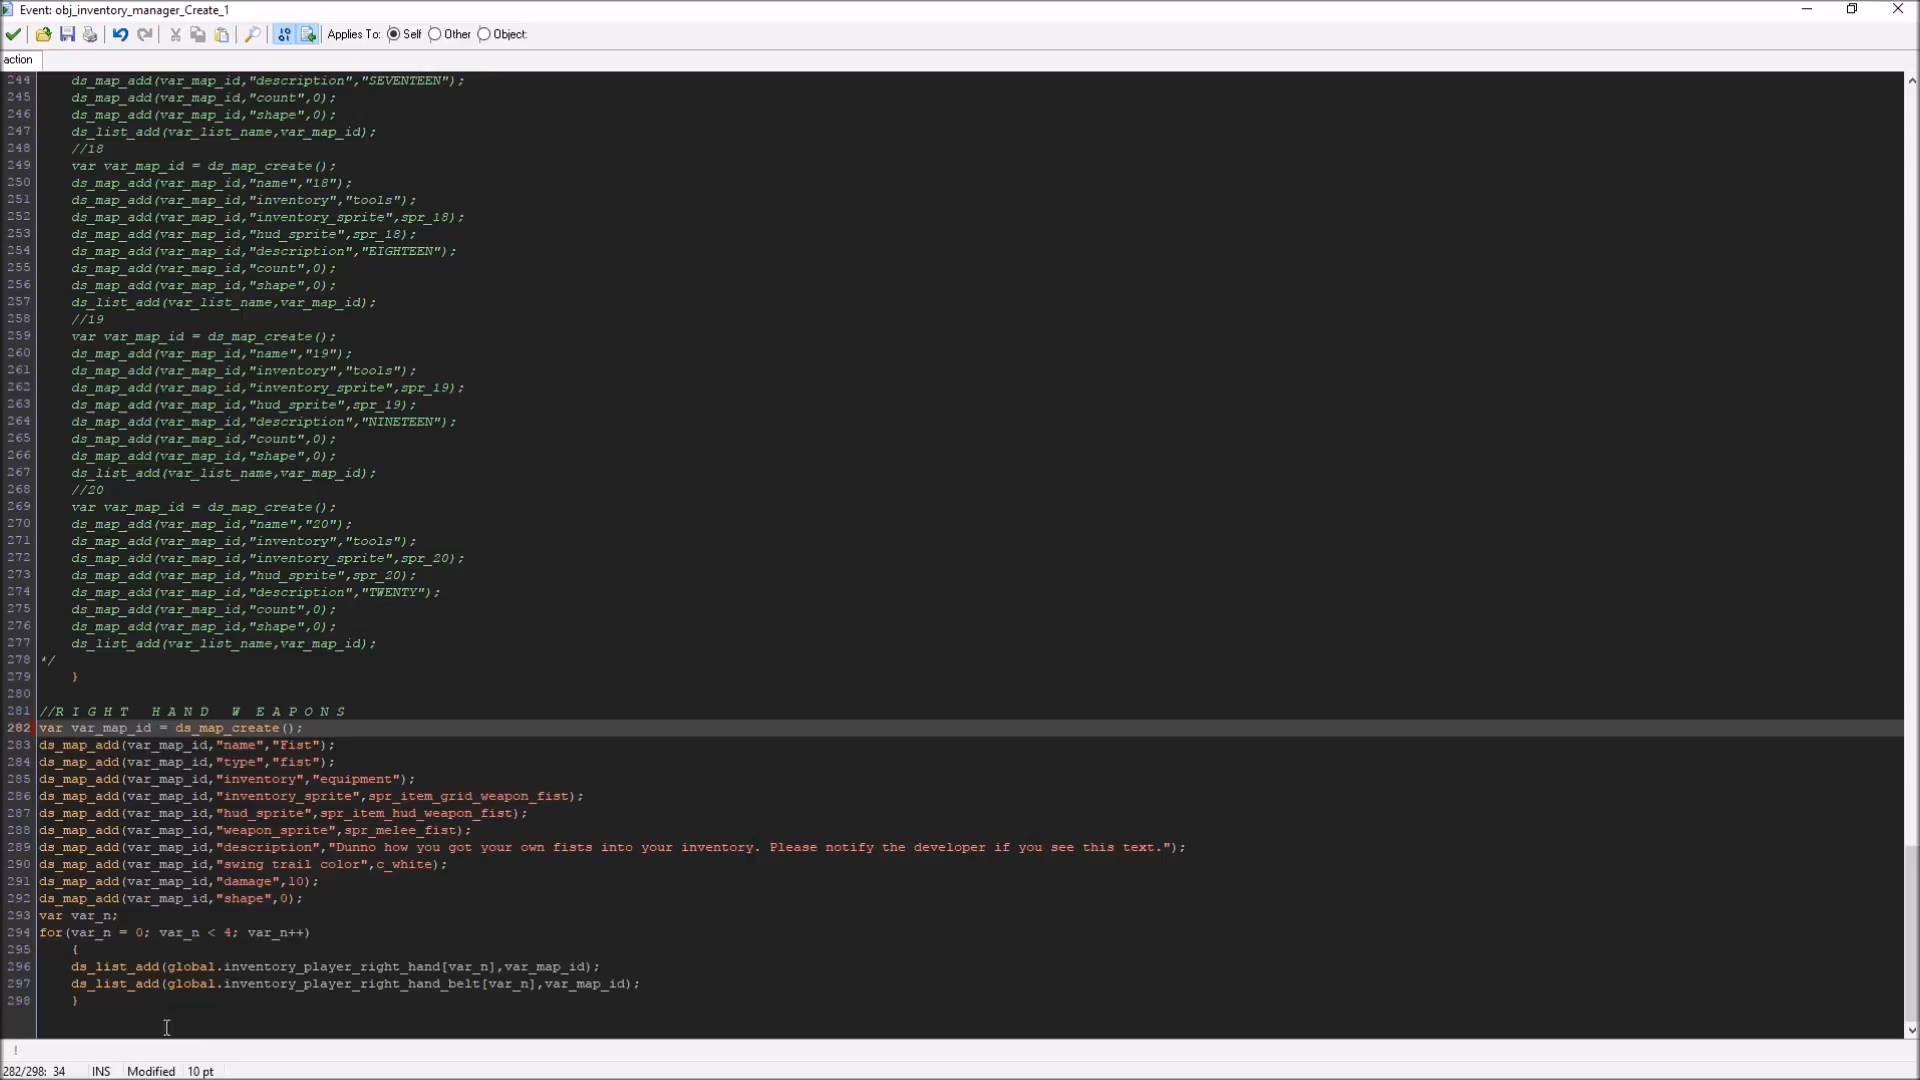 Event: obj_inventory_manager_Create_1
Applies To: Self Other Object:
action
244 ds_map_add(var_map_id,"description","SEVENTEEN");
245 ds_map_add(var_map_id,"count",0);
246 ds_map_add(var_map_id,"shape",0);
247 ds_list_add(var_list_name,var_map_id);
248 //18
249 var var_map_id = ds_map_create();
250 ds_map_add(var_map_id,"name","18");
251 ds_map_add(var_map_id,"inventory","tools");
252 ds_map_add(var_map_id,"inventory_sprite",spr_18);
253 ds_map_add(var_map_id,"hud_sprite",spr_18);
254 ds_map_add(var_map_id,"description","EIGHTEEN");
255 ds_map_add(var_map_id,"count",0);
256 ds_map_add(var_map_id,"shape",0);
257 ds_list_add(var_list_name,var_map_id);
258 //19
259 var var_map_id = ds_map_create();
260 ds_map_add(var_map_id,"name","19");
261 ds_map_add(var_map_id,"inventory","tools");
262 ds_map_add(var_map_id,"inventory_sprite",spr_19);
263 ds_map_add(var_map_id,"hud_sprite",spr_19);
264 ds_map_add(var_map_id,"description","NINETEEN");
265 ds_map_add(var_map_id,"count",0);
266 ds_map_add(var_map_id,"shape",0);
267 ds_list_add(var_list_name,var_map_id);
268 //20
269 var var_map_id = ds_map_create();
270 ds_map_add(var_map_id,"name","20");
271 ds_map_add(var_map_id,"inventory","tools");
272 ds_map_add(var_map_id,"inventory_sprite",spr_20);
273 ds_map_add(var_map_id,"hud_sprite",spr_20);
274 ds_map_add(var_map_id,"description","TWENTY");
275 ds_map_add(var_map_id,"count",0);
276 ds_map_add(var_map_id,"shape",0);
277 ds_list_add(var_list_name,var_map_id);
278 */
279 }
280
281 //R I G H T  H A N D  W E A P O N S
282 var var_map_id = ds_map_create();
283 ds_map_add(var_map_id,"name","Fist");
284 ds_map_add(var_map_id,"type","fist");
285 ds_map_add(var_map_id,"inventory","equipment");
286 ds_map_add(var_map_id,"inventory_sprite",spr_item_grid_weapon_fist);
287 ds_map_add(var_map_id,"hud_sprite",spr_item_hud_weapon_fist);
288 ds_map_add(var_map_id,"weapon_sprite",spr_melee_fist);
289 ds_map_add(var_map_id,"description","Dunno how you got your own fists into your inventory. Please notify the developer if you see this text.");
290 ds_map_add(var_map_id,"swing trail color",c_white);
291 ds_map_add(var_map_id,"damage",10);
292 ds_map_add(var_map_id,"shape",0);
293 var var_n;
294 for(var_n = 0; var_n < 4; var_n++)
295 {
296 ds_list_add(global.inventory_player_right_hand[var_n],var_map_id);
297 ds_list_add(global.inventory_player_right_hand_belt[var_n],var_map_id);
298 }
!
282/298: 34 INS Modified 10 pt